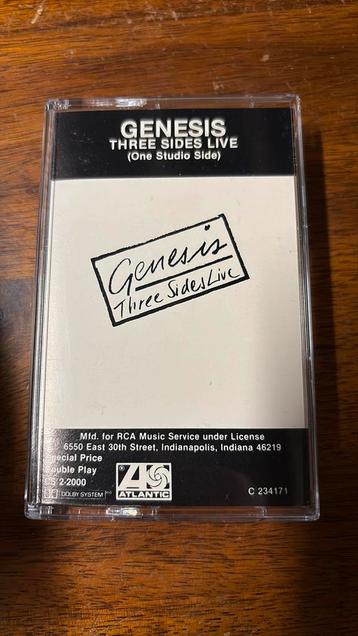 GENESIS
THREE SIDES LIVE
(One Studio Side)
Genesis
Three Sides Live
Mfd. for RCA Music Service under License
6550 East 30th Street, Indianapolis, Indiana 46219
Special Price
Double Play
CS 2-2000
DOLBY SYSTEM
ATLANTIC
C 234171